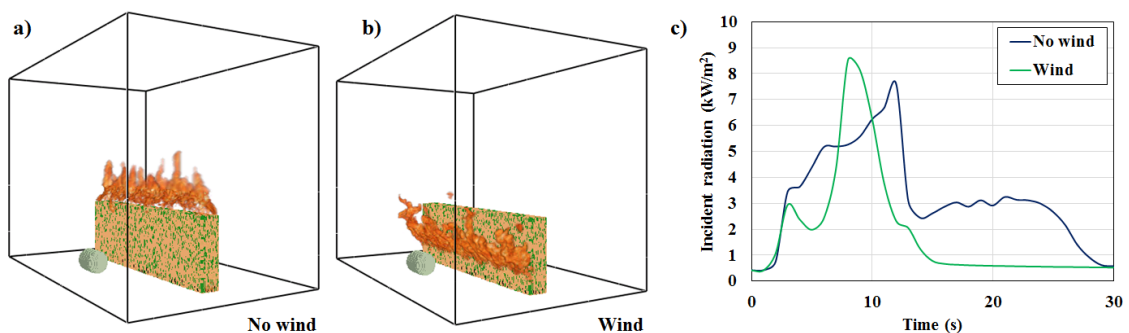 a)
No wind
b)
Wind
c)
Incident radiation (kW/m²)
10
9
8
7
6
5
4
3
2
1
0
No wind
Wind
0
10
20
30
Time (s)